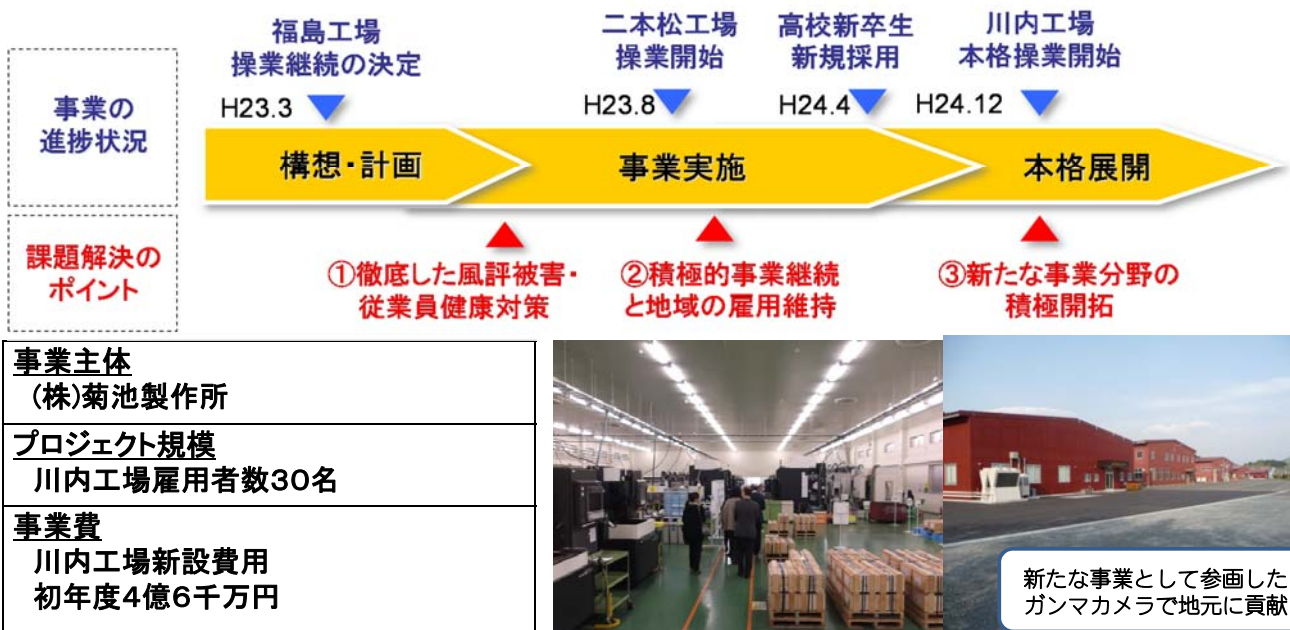 福島工場
操業継続の決定
二本松工場
操業開始
高校新卒生
新規採用
川内工場
本格操業開始
事業の
進捗状況
H23.3
H23.8
H24.4
H24.12
構想・計画
事業実施
本格展開
課題解決の
ポイント
①徹底した風評被害・
従業員健康対策
②積極的事業継続
と地域の雇用維持
③新たな事業分野の
積極開拓
事業主体
(株)菊池製作所
プロジェクト規模
川内工場雇用者数30名
事業費
川内工場新設費用
初年度4億6千万円
新たな事業として参画した
ガンマカメラで地元に貢献